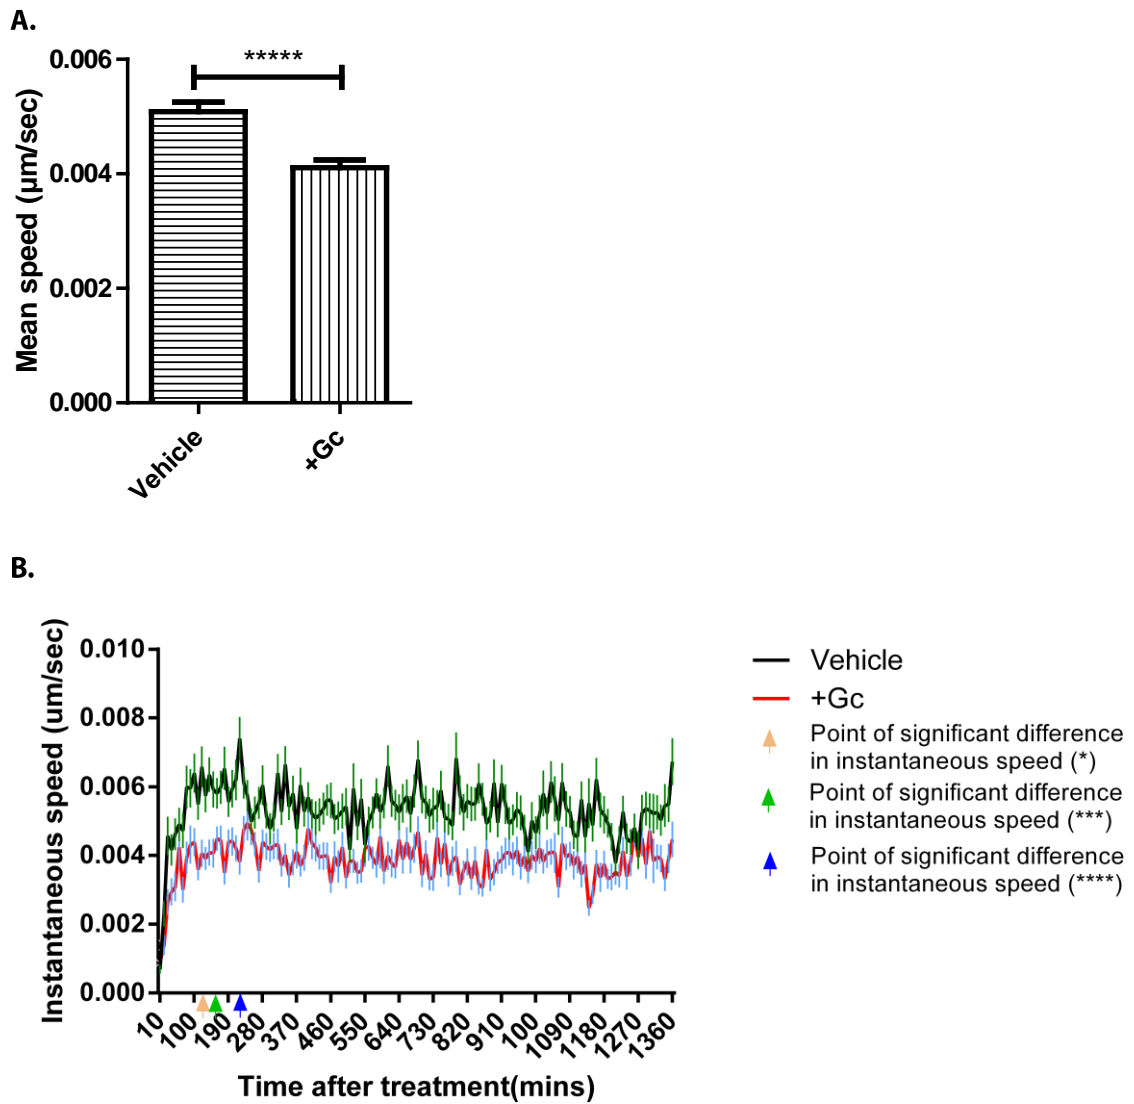 A.
*****
0.006
0.004
0.002
0.000
Mean speed (µm/sec)
Vehicle
+Gc
B.
0.010
0.008
0.006
0.004
0.002
0.000
Instantaneous speed (um/sec)
10
100
190
280
370
460
550
640
730
820
910
100
1090
1180
1270
1360
Time after treatment(mins)
Vehicle
+Gc
Point of significant difference
in instantaneous speed (*)
Point of significant difference
in instantaneous speed (***)
Point of significant difference
in instantaneous speed (****)